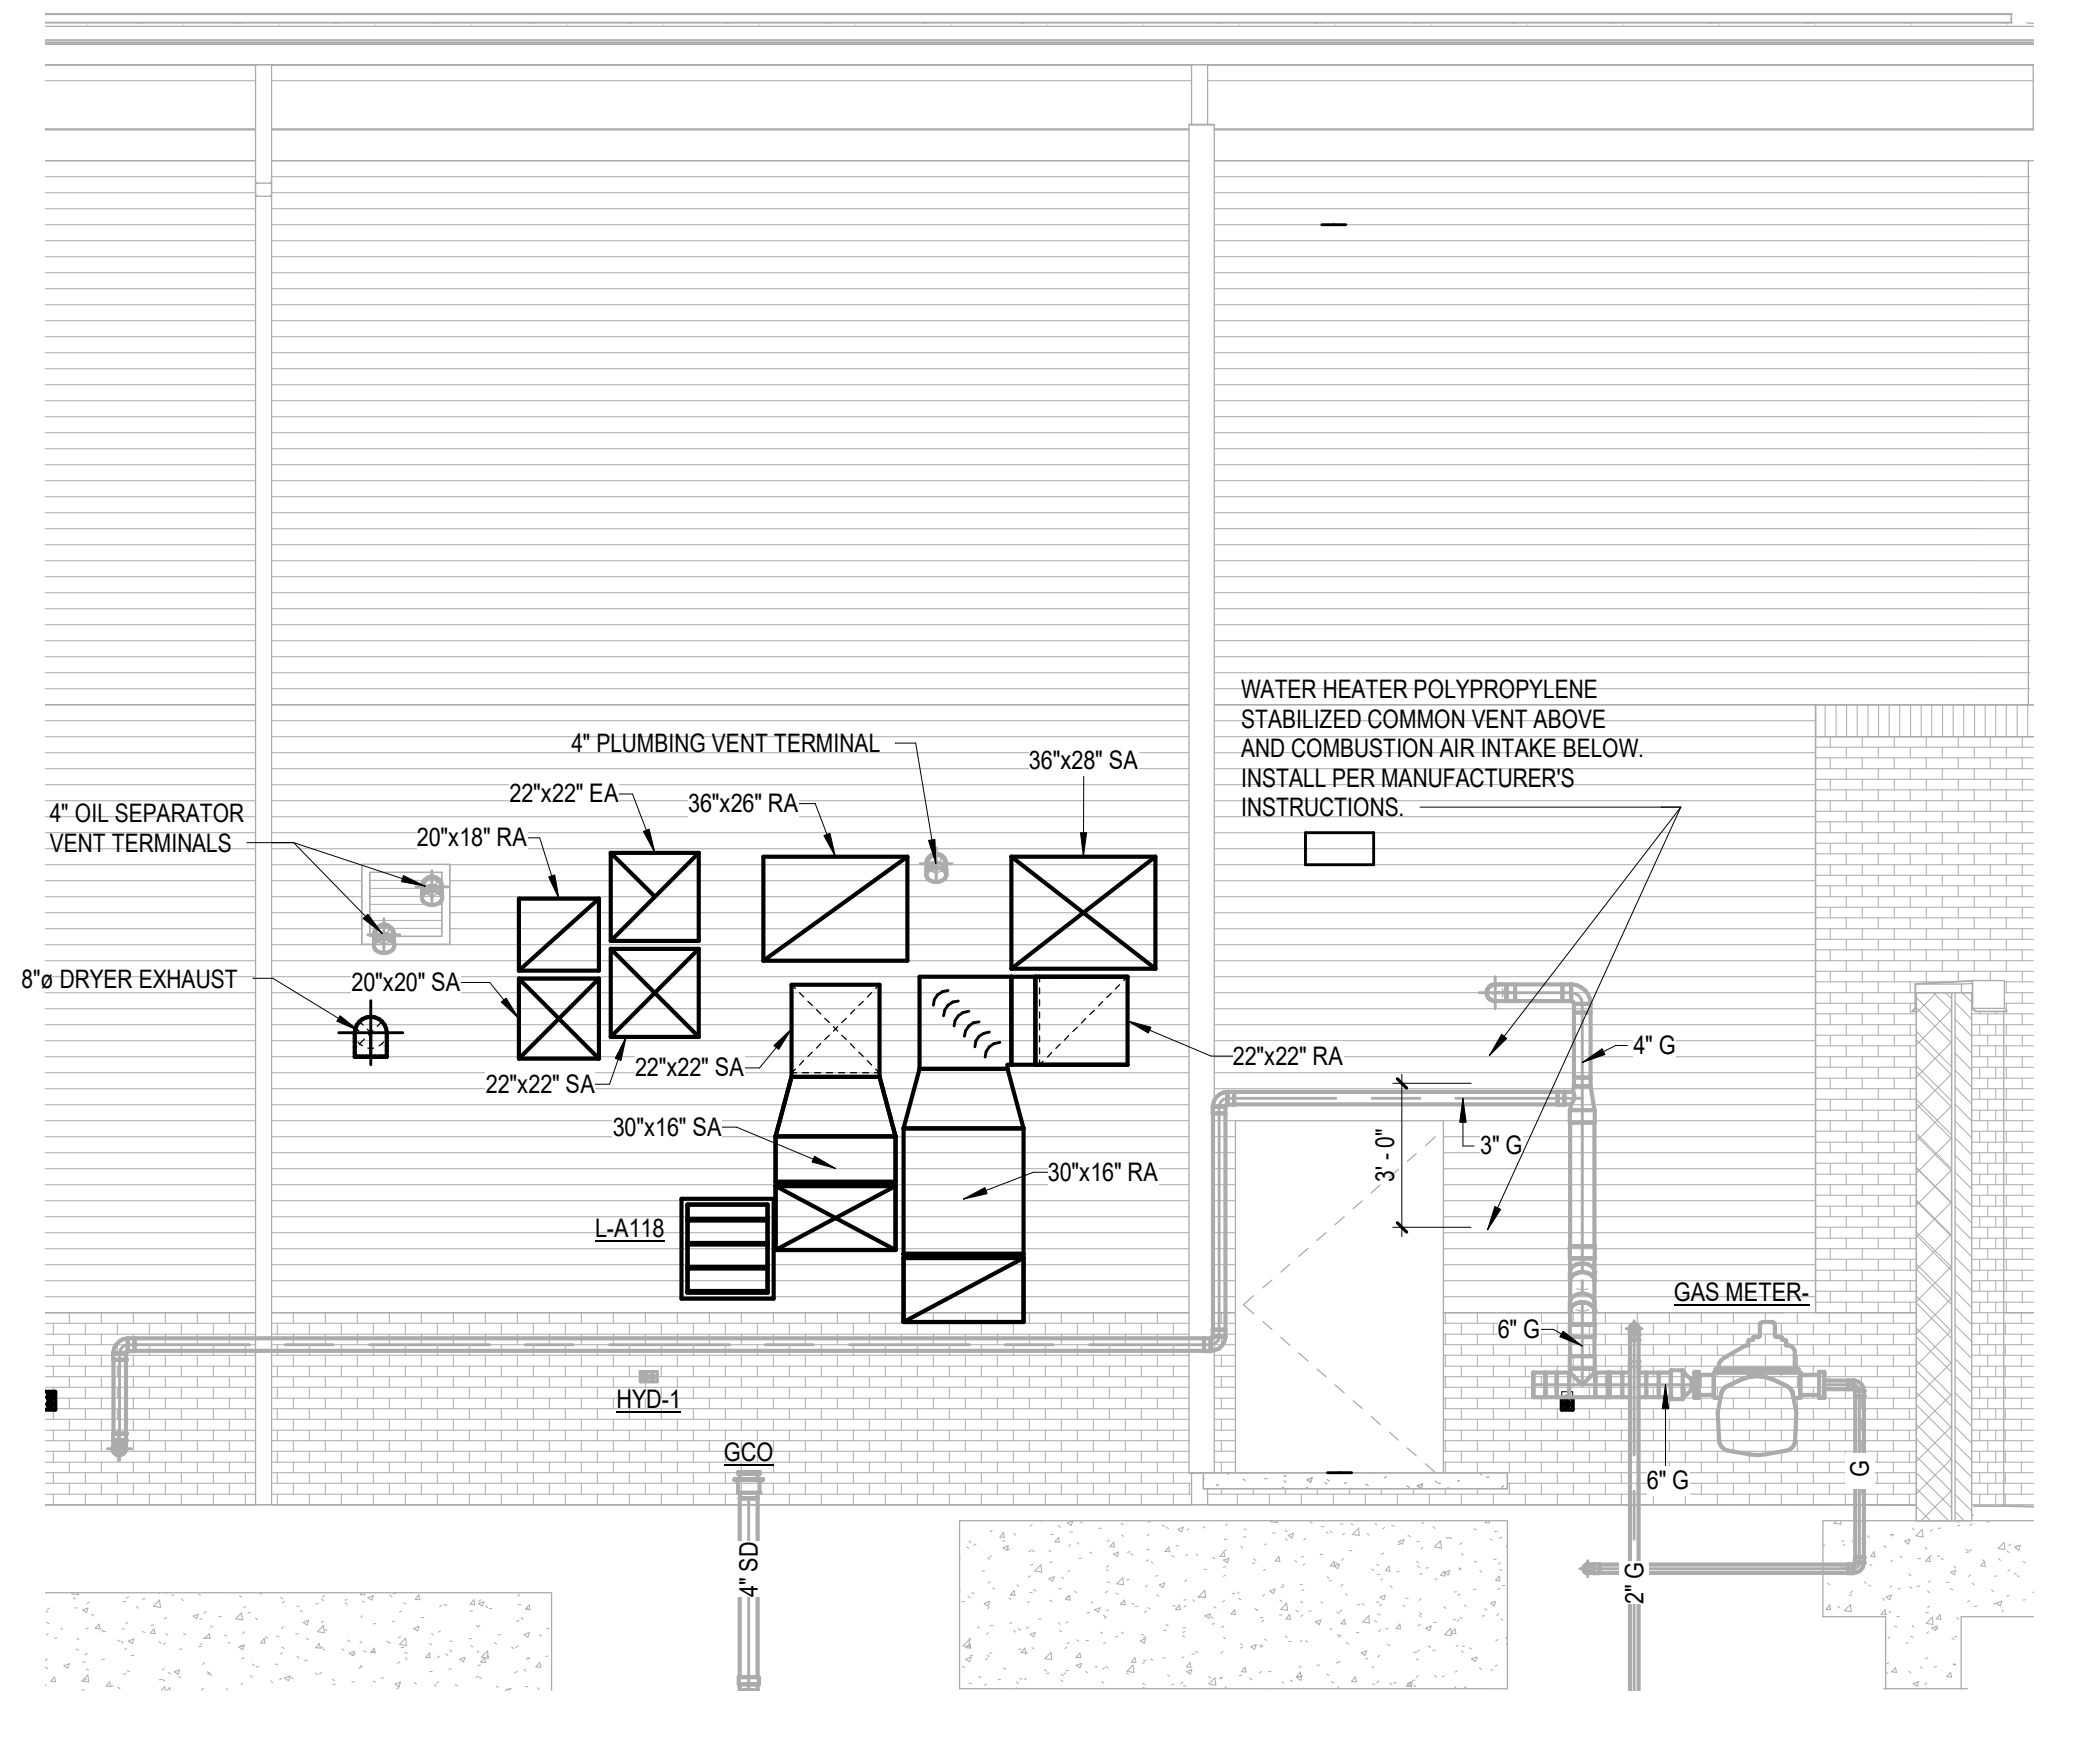 WATER HEATER POLYPROPYLENE
STABILIZED COMMON VENT ABOVE
AND COMBUSTION AIR INTAKE BELOW.
INSTALL PER MANUFACTURER'S
INSTRUCTIONS.
4" PLUMBING VENT TERMINAL
36"x28" SA
22"x22" EA
36"x26" RA
4" OIL SEPARATOR
VENT TERMINALS
20"x18" RA
8"ø DRYER EXHAUST
20"x20" SA
22"x22" SA
22"x22" SA
22"x22" RA
4" G
30"x16" SA
3" G
3' - 0"
30"x16" RA
L-A118
GAS METER-
6" G
HYD-1
GCO
6" G
G
4" SD
2" G